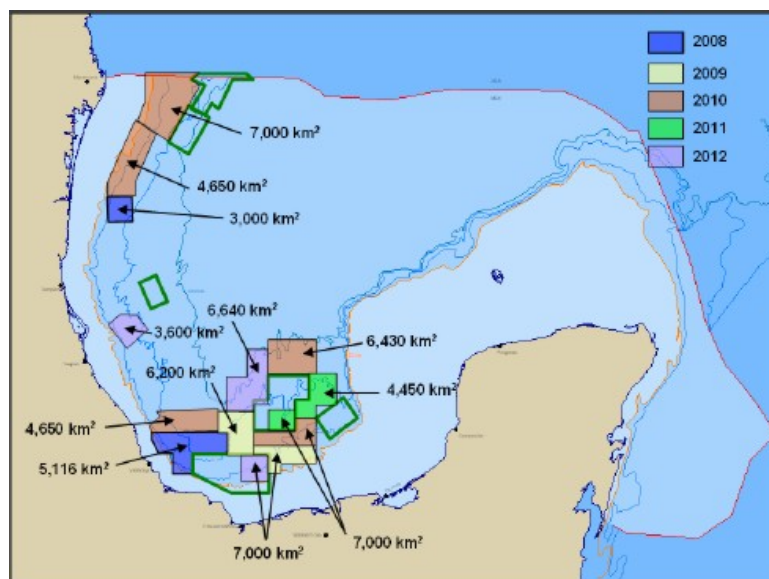 2008
2009
2010
2011
2012
7,000 km²
4,650 km²
3,000 km²
3,600 km²
6,640 km²
6,430 km²
6,200 km²
4,450 km²
4,650 km²
5,116 km²
7,000 km²
7,000 km²